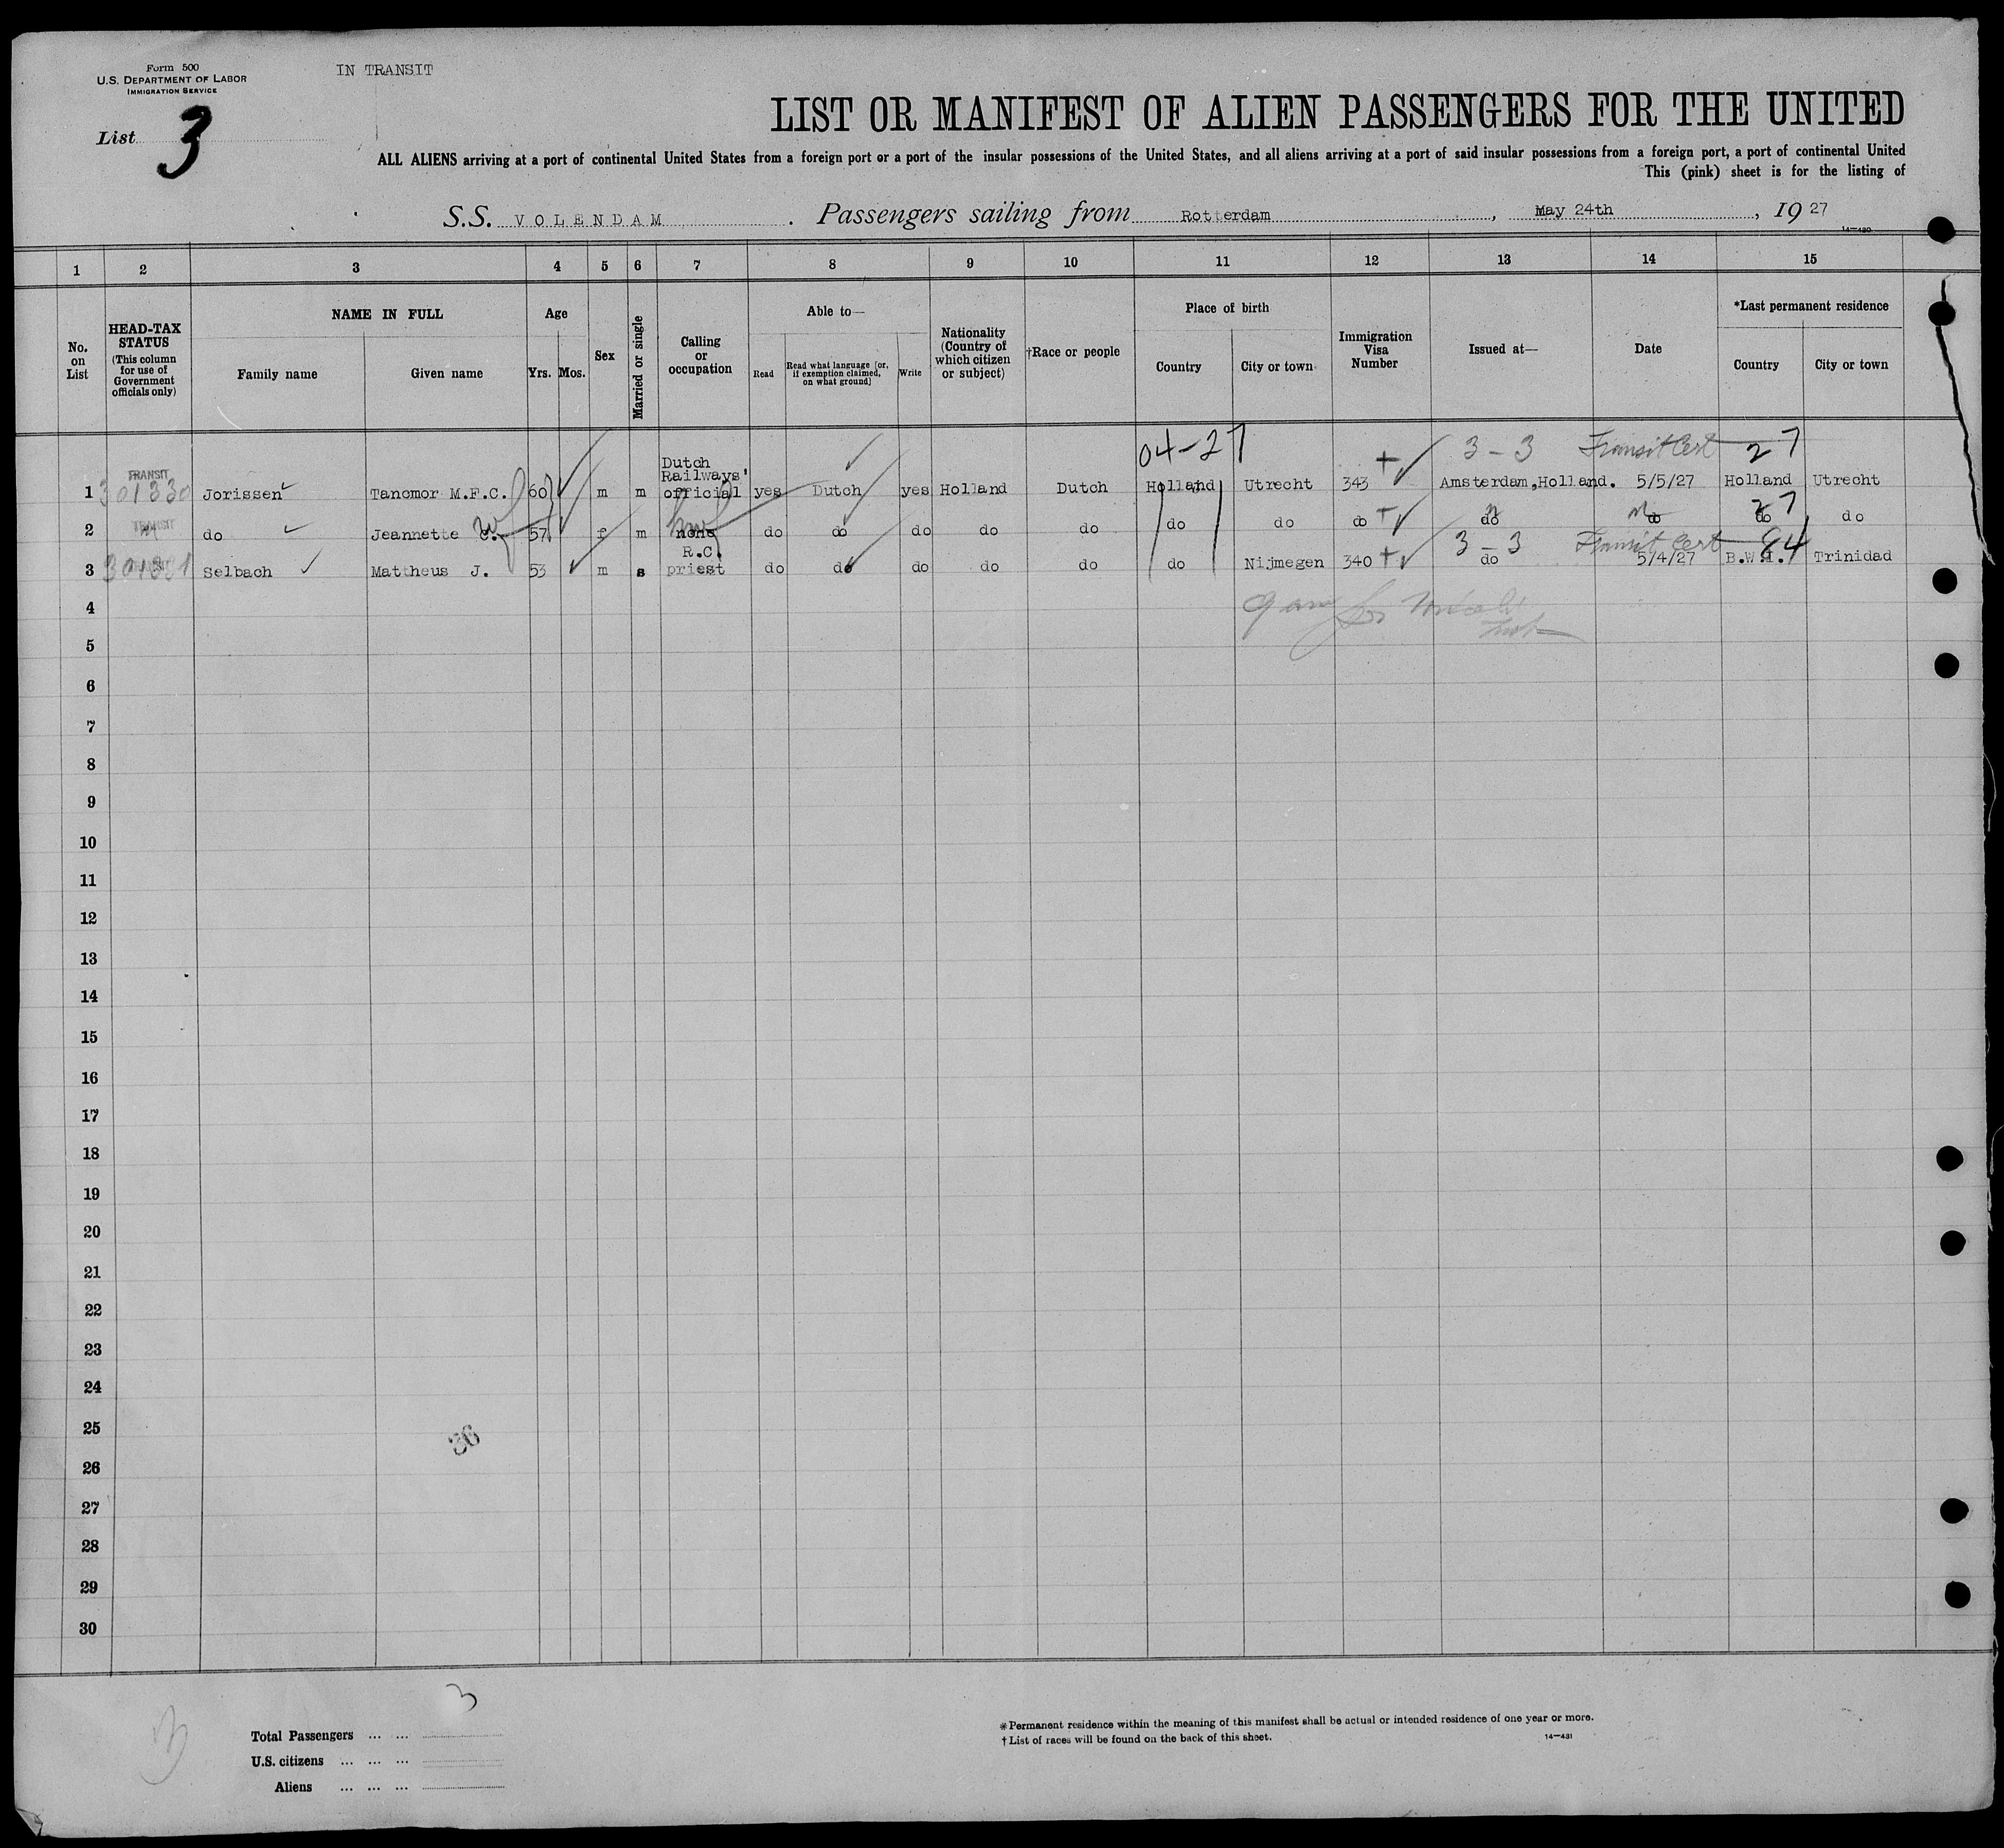 Form 500
U.S. DEPARTMENT OF LABOR
IMMIGRATION SERVICE
IN TRANSIT
List 3
LIST OR MANIFEST OF ALIEN PASSENGERS FOR THE UNITED
ALL ALIENS arriving at a port of continental United States from a foreign port or a port of the insular possessions of the United States, and all aliens arriving at a port of said insular possessions from a foreign port, a port of continental United
This (pink) sheet is for the listing of
S.S. VOLENDAM . Passengers sailing from Rotterdam , May 24th , 1927
14—430
1 2 3 4 5 6 7 8 9 10 11 12 13 14 15
No. on List
HEAD-TAX STATUS (This column for use of Government officials only)
NAME IN FULL
Family name Given name
Age
Yrs. Mos.
Sex
Married or single
Calling or occupation
Able to—
Read
Read what language [or, if exemption claimed, on what ground]
Write
Nationality (Country of which citizen or subject)
†Race or people
Place of birth
Country City or town
Immigration Visa Number
Issued at—
Date
*Last permanent residence
Country City or town
04-27 3-3 Transit Cert 27
1 TRANSIT 301330 Jorissen Tanomor M.F.C. 60 m m Dutch Railways' official yes Dutch yes Holland Dutch Holland Utrecht 343 Amsterdam,Holland. 5/5/27 Holland Utrecht
27
2 TRANSIT do Jeannette C. 57 f m none do do do do do do do do do do do do
3-3 Transit Cert 84
3 Selbach Mattheus J. 53 m s R.C. priest do do do do do do Nijmegen 340 do 5/4/27 B.W.I. Trinidad
4
5
6
7
8
9
10
11
12
13
14
15
16
17
18
19
20
21
22
23
24
25
36
26
27
28
29
30
3
3
Total Passengers ... ...
U.S. citizens ... ... ...
Aliens ... ... ...
*Permanent residence within the meaning of this manifest shall be actual or intended residence of one year or more.
†List of races will be found on the back of this sheet.
14—431